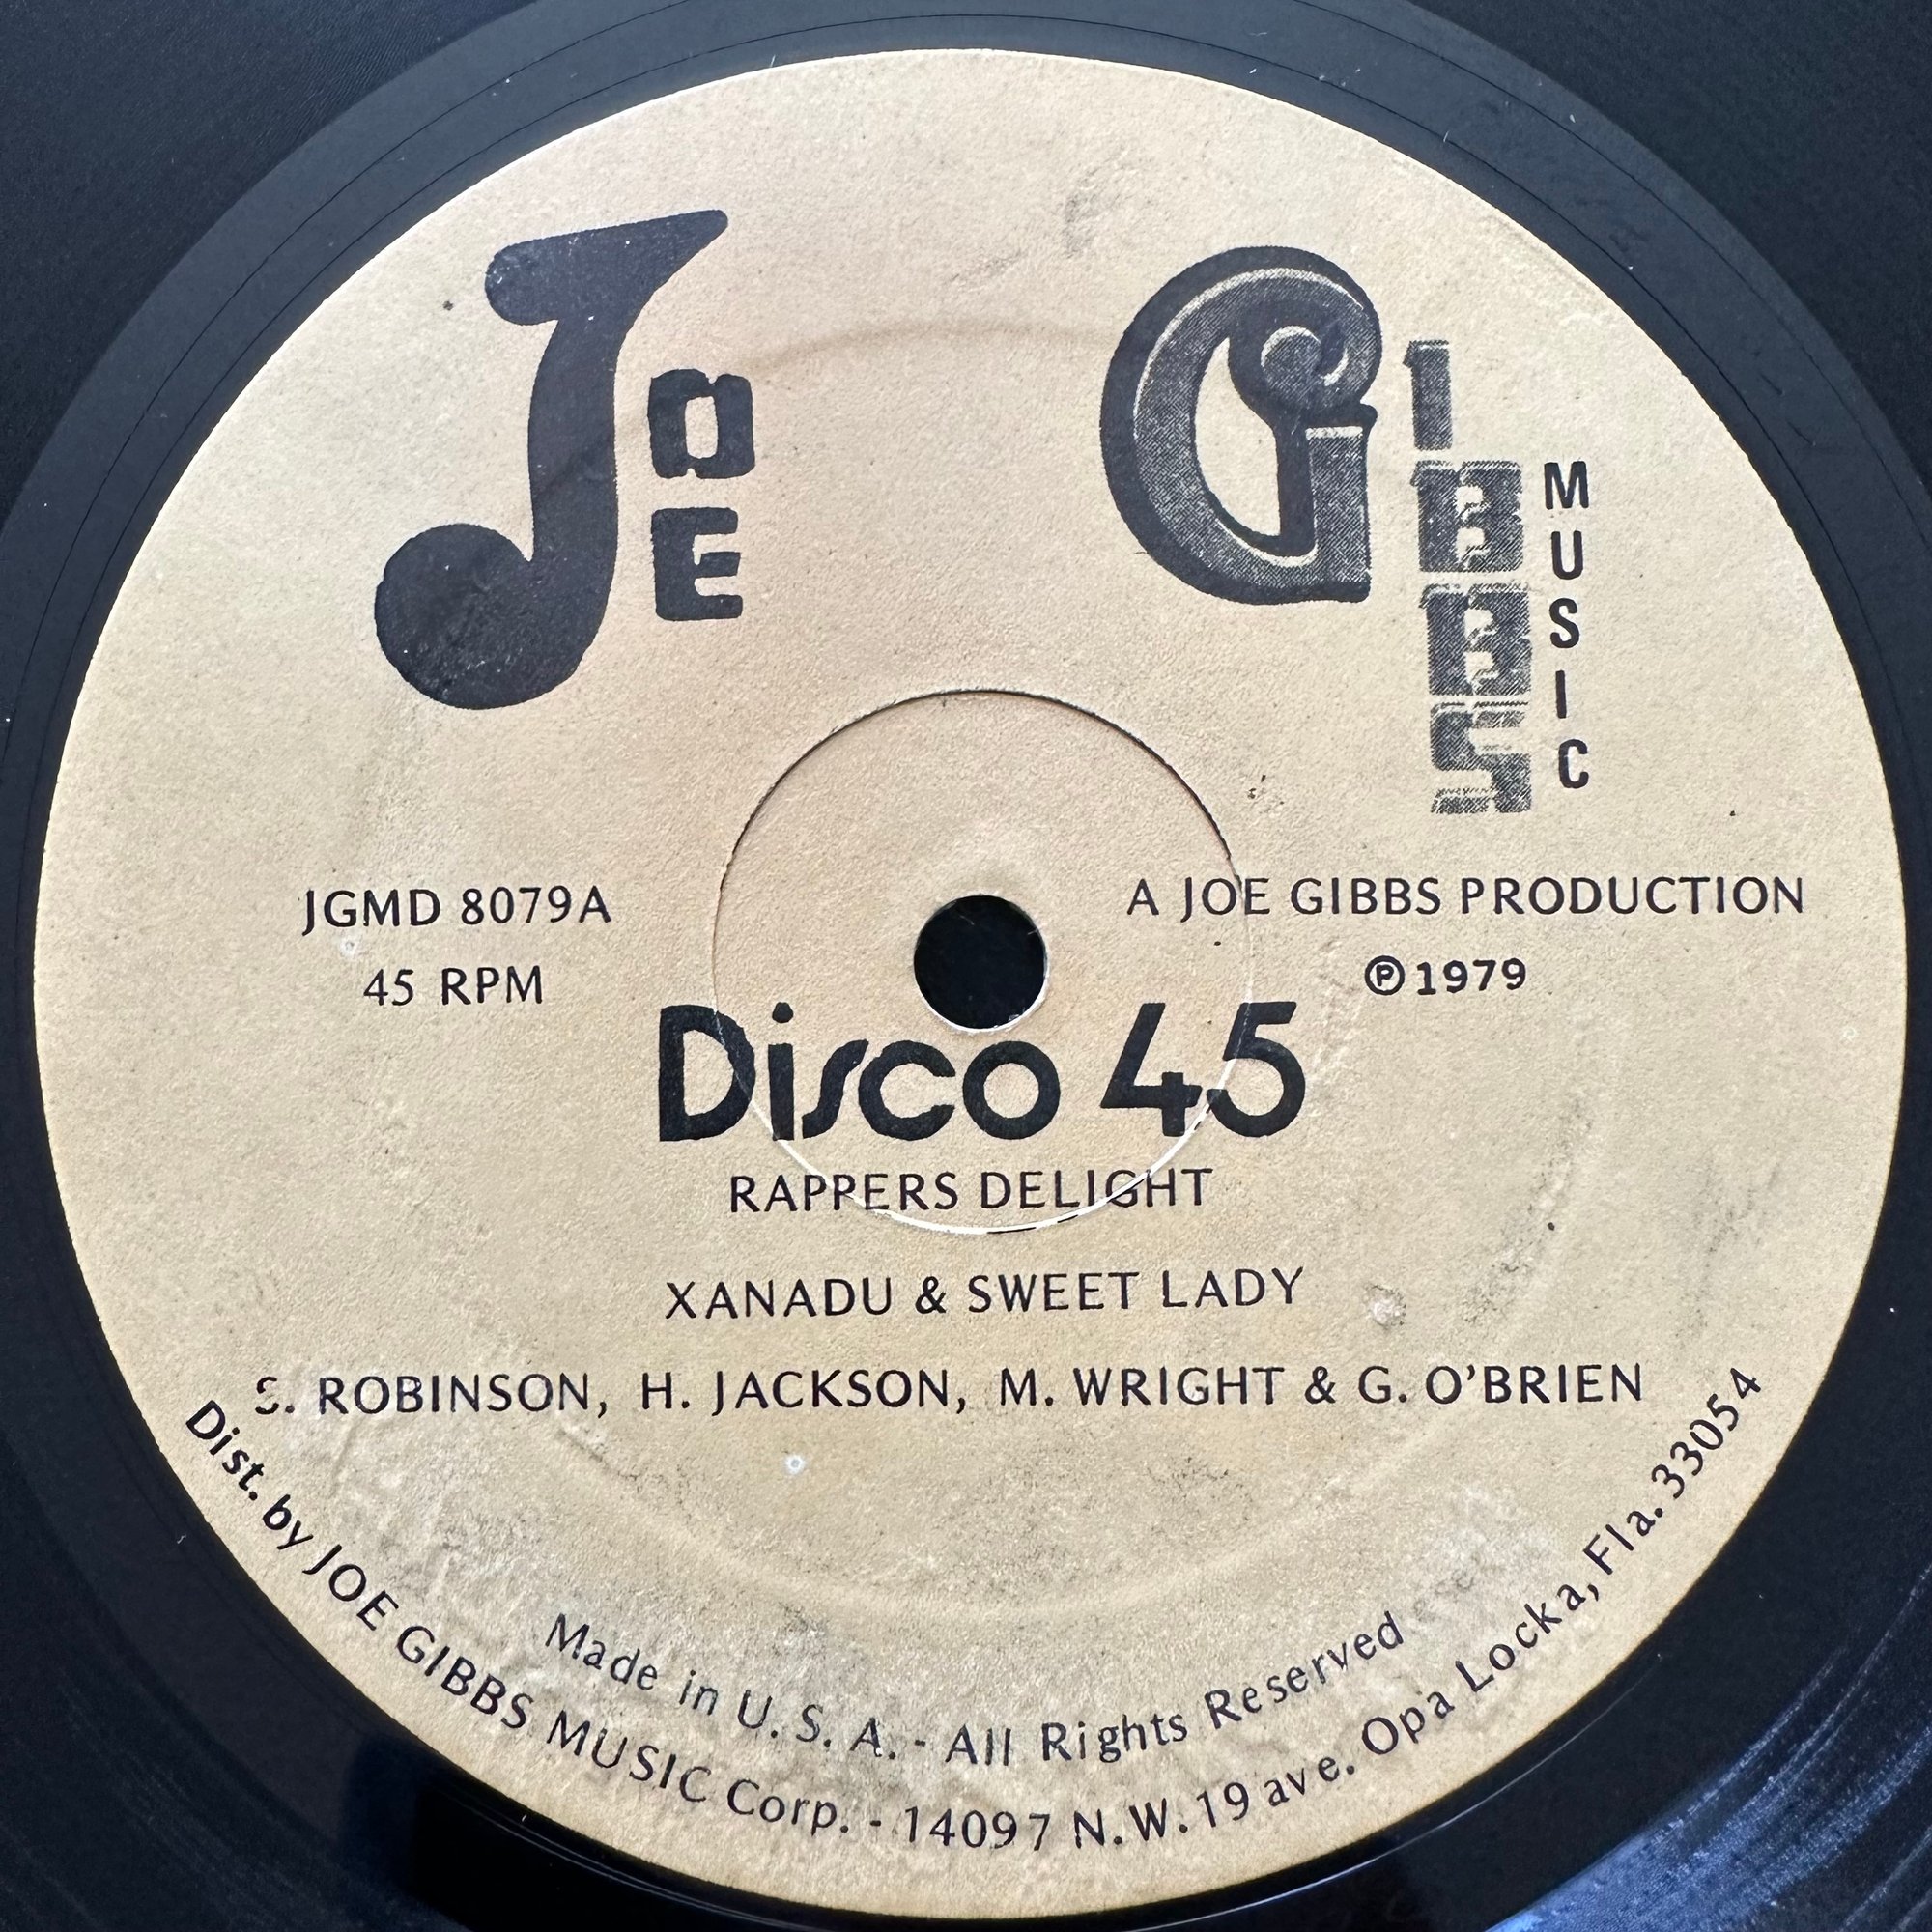 JOE GIBBS MUSIC
JGMD 8079A
45 RPM
A JOE GIBBS PRODUCTION
℗1979
Disco 45
RAPPERS DELIGHT
XANADU & SWEET LADY
S. ROBINSON, H. JACKSON, M. WRIGHT & G. O'BRIEN
Made in U. S. A. - All Rights Reserved
Dist. by JOE GIBBS MUSIC Corp. - 14097 N.W. 19 ave. Opa Locka, Fla. 33054